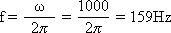 f = ω / 2π = 1000 / 2π = 159Hz